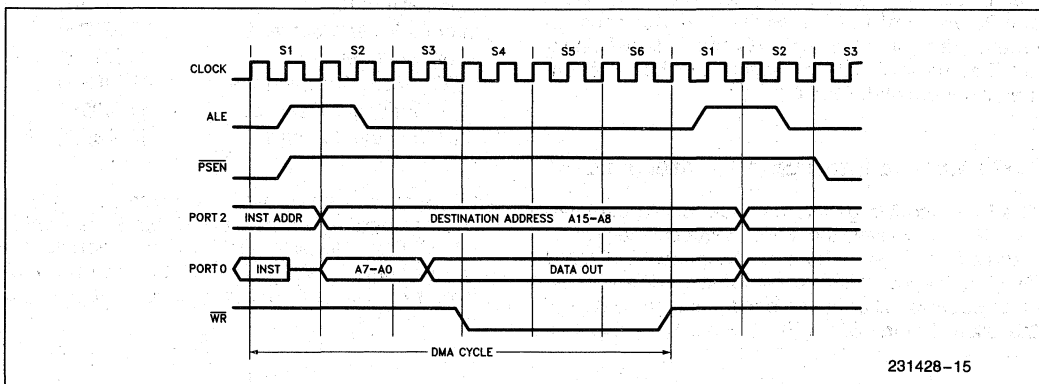 S1 S2 S3 S4 S5 S6 S1 S2 S3
CLOCK
ALE
PSEN
PORT 2 INST ADDR DESTINATION ADDRESS A15-A8
PORT 0 INST A7-A0 DATA OUT
WR
DMA CYCLE
231428-15